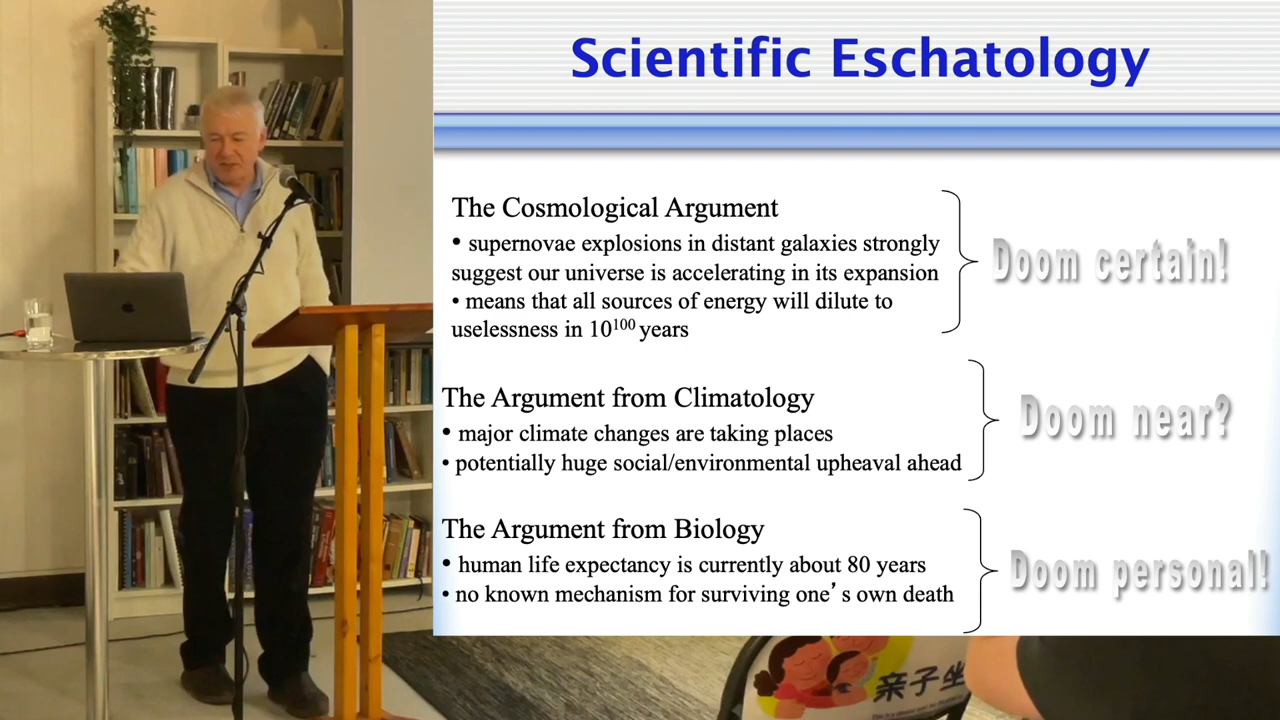 Scientific Eschatology
The Cosmological Argument
• supernovae explosions in distant galaxies strongly
suggest our universe is accelerating in its expansion
• means that all sources of energy will dilute to
uselessness in 10¹⁰⁰ years
Doom certain!
The Argument from Climatology
• major climate changes are taking places
• potentially huge social/environmental upheaval ahead
Doom near?
The Argument from Biology
• human life expectancy is currently about 80 years
• no known mechanism for surviving one’s own death
Doom personal!
亲子坐